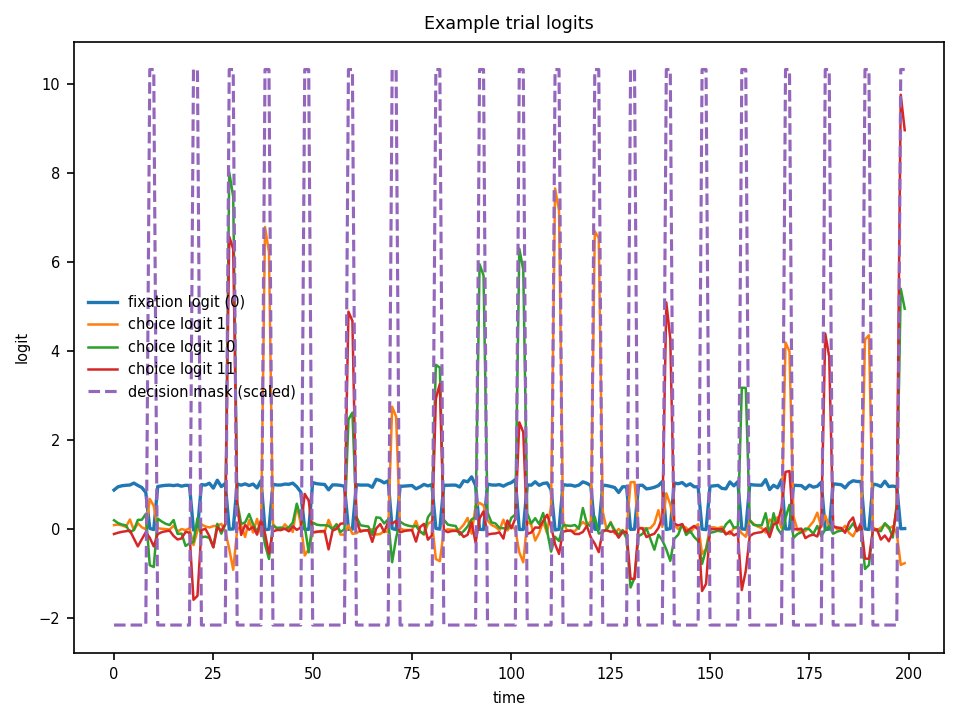 Example trial logits
logit
10
8
6
4
2
0
−2
fixation logit (0)
choice logit 1
choice logit 10
choice logit 11
decision mask (scaled)
0 25 50 75 100 125 150 175 200
time